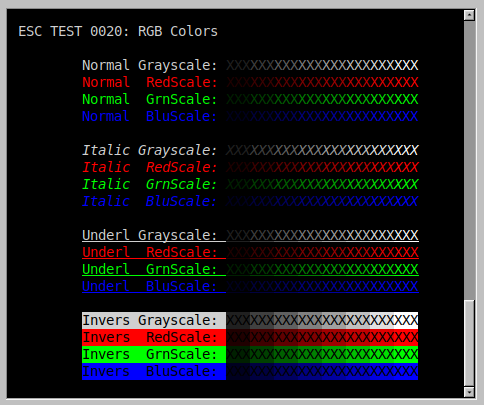 ESC TEST 0020: RGB Colors
Normal Grayscale: XXXXXXXXXXXXXXXXXXXXXXXX
Normal  RedScale: XXXXXXXXXXXXXXXXXXXXXXXX
Normal  GrnScale: XXXXXXXXXXXXXXXXXXXXXXXX
Normal  BluScale: XXXXXXXXXXXXXXXXXXXXXXXX
Italic Grayscale: XXXXXXXXXXXXXXXXXXXXXXXX
Italic  RedScale: XXXXXXXXXXXXXXXXXXXXXXXX
Italic  GrnScale: XXXXXXXXXXXXXXXXXXXXXXXX
Italic  BluScale: XXXXXXXXXXXXXXXXXXXXXXXX
Underl Grayscale: XXXXXXXXXXXXXXXXXXXXXXXX
Underl  RedScale: XXXXXXXXXXXXXXXXXXXXXXXX
Underl  GrnScale: XXXXXXXXXXXXXXXXXXXXXXXX
Underl  BluScale: XXXXXXXXXXXXXXXXXXXXXXXX
Invers Grayscale: XXXXXXXXXXXXXXXXXXXXXXXX
Invers  RedScale: XXXXXXXXXXXXXXXXXXXXXXXX
Invers  GrnScale: XXXXXXXXXXXXXXXXXXXXXXXX
Invers  BluScale: XXXXXXXXXXXXXXXXXXXXXXXX